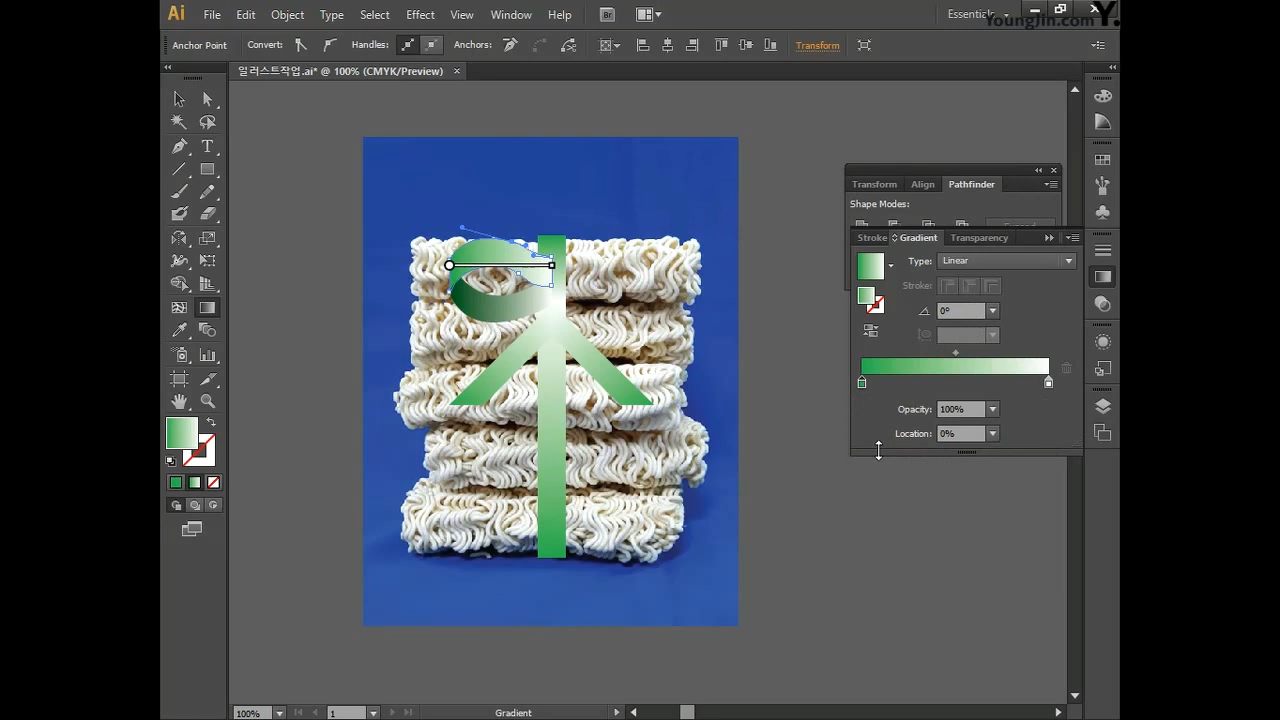 Ai File Edit Object Type Select Effect View Window Help Br Essentials
YoungJin.com Y.
Anchor Point Convert: Handles: Anchors: Transform
일러스트작업.ai* @ 100% (CMYK/Preview) ×
T
Transform Align Pathfinder
Shape Modes:
Expand
Stroke Gradient Transparency
Type: Linear
Stroke:
0°
Opacity: 100%
Location: 0%
100% 1 Gradient